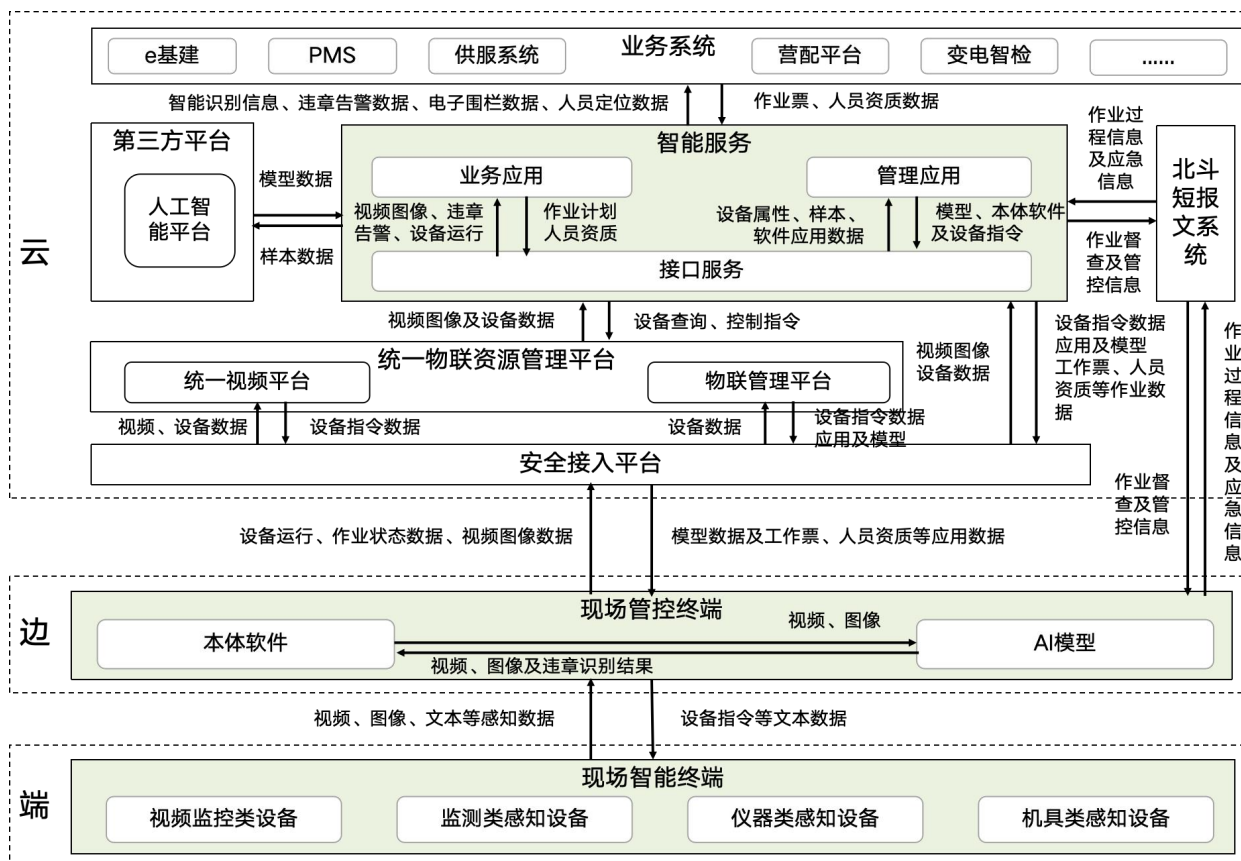 业务系统
e基建
PMS
供服系统
营配平台
变电智检
......
智能识别信息、违章告警数据、电子围栏数据、人员定位数据
作业票、人员资质数据
云
第三方平台
人工智
能平台
模型数据
样本数据
智能服务
业务应用
管理应用
视频图像、违章
告警、设备运行
作业计划
人员资质
设备属性、样本、
软件应用数据
模型、本体软件
及设备指令
接口服务
作业过
程信息
及应急
信息
作业督
查及管
控信息
北斗
短报
文系
统
视频图像及设备数据
设备查询、控制指令
统一物联资源管理平台
统一视频平台
物联管理平台
视频图像
设备数据
设备指令数据
应用及模型
工作票、人员
资质等作业数
据
视频、设备数据
设备指令数据
设备数据
设备指令数据
应用及模型
安全接入平台
作业督
查及管
控信息
作
业
过
程
信
息
及
应
急
信
息
设备运行、作业状态数据、视频图像数据
模型数据及工作票、人员资质等应用数据
边
现场管控终端
本体软件
视频、图像
AI模型
视频、图像及违章识别结果
视频、图像、文本等感知数据
设备指令等文本数据
端
现场智能终端
视频监控类设备
监测类感知设备
仪器类感知设备
机具类感知设备